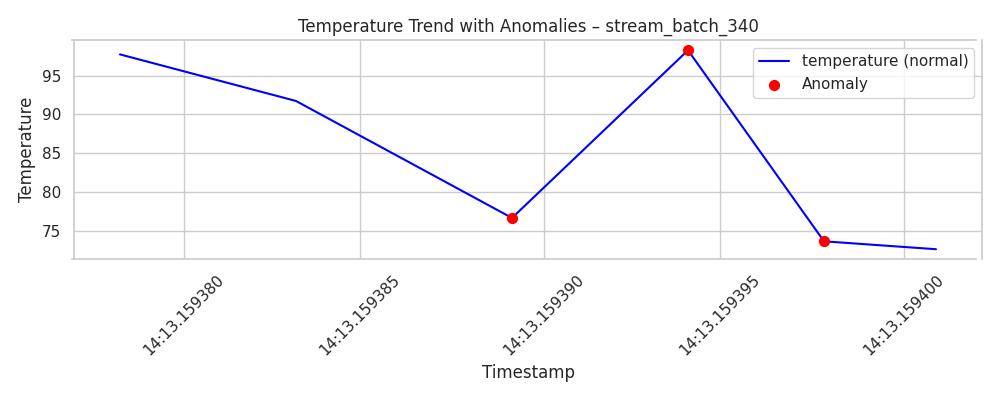 Temperature Trend with Anomalies – stream_batch_340
temperature (normal)
Anomaly
Temperature
95
90
85
80
75
14:13.159380
14:13.159385
14:13.159390
14:13.159395
14:13.159400
Timestamp